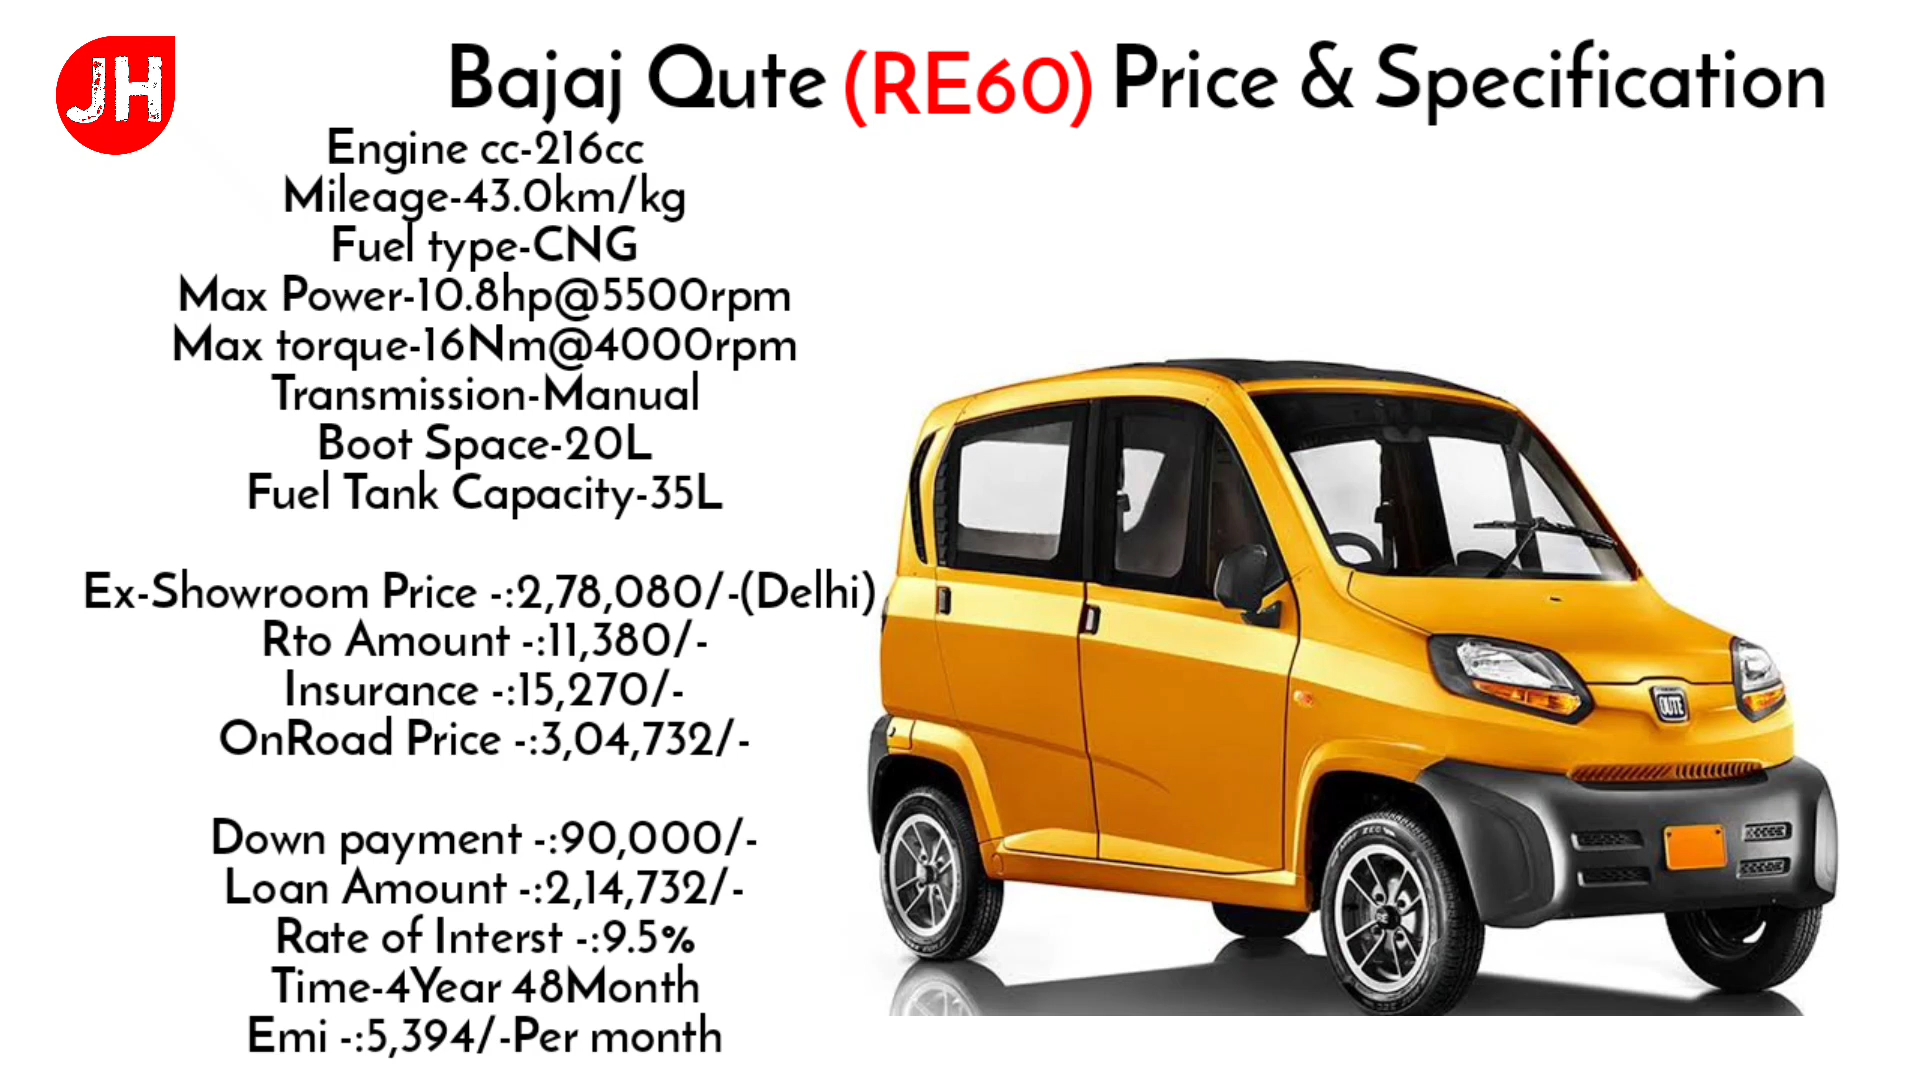 JH
Bajaj Qute (RE60) Price & Specification
Engine cc-216cc
Mileage-43.0km/kg
Fuel type-CNG
Max Power-10.8hp@5500rpm
Max torque-16Nm@4000rpm
Transmission-Manual
Boot Space-20L
Fuel Tank Capacity-35L
Ex-Showroom Price -:2,78,080/-(Delhi)
Rto Amount -:11,380/-
Insurance -:15,270/-
OnRoad Price -:3,04,732/-
Down payment -:90,000/-
Loan Amount -:2,14,732/-
Rate of Interst -:9.5%
Time-4Year 48Month
Emi -:5,394/-Per month
QUTE